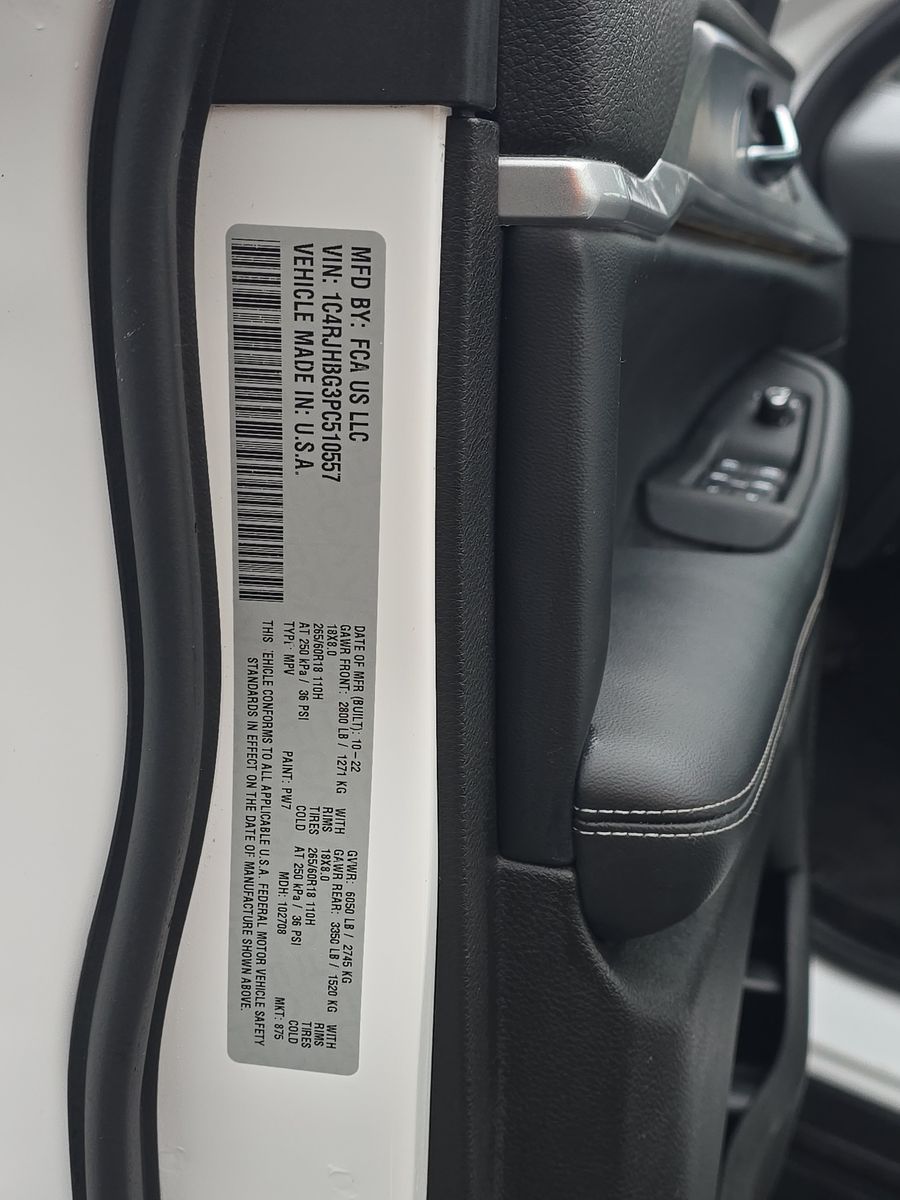 MFD BY: FCA US LLC
VIN: 1C4RJHBG3PC510557
VEHICLE MADE IN: U.S.A.
DATE OF MFR (BUILT): 10-22 GVWR: 6050 LB / 2745 KG
GAWR FRONT: 2800 LB / 1271 KG WITH GAWR REAR: 3350 LB / 1520 KG WITH
18X8.0 RIMS 18X8.0 RIMS
265/60R18 110H TIRES 265/60R18 110H TIRES
AT 250 kPa / 36 PSI COLD AT 250 kPa / 36 PSI COLD
TYPE: MPV PAINT: PW7 MDH: 102708 MKT: 875
THIS VEHICLE CONFORMS TO ALL APPLICABLE U.S.A. FEDERAL MOTOR VEHICLE SAFETY
STANDARDS IN EFFECT ON THE DATE OF MANUFACTURE SHOWN ABOVE.